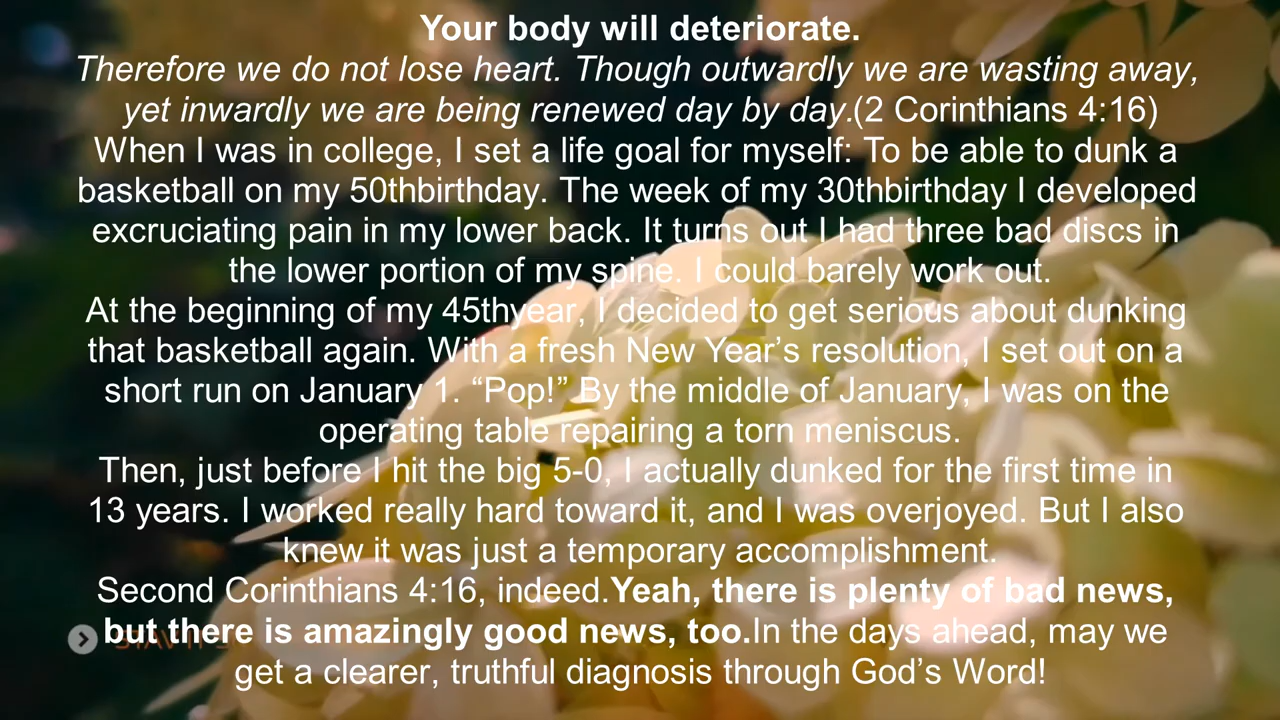 Your body will deteriorate.
Therefore we do not lose heart. Though outwardly we are wasting away,
yet inwardly we are being renewed day by day.(2 Corinthians 4:16)
When I was in college, I set a life goal for myself: To be able to dunk a
basketball on my 50thbirthday. The week of my 30thbirthday I developed
excruciating pain in my lower back. It turns out I had three bad discs in
the lower portion of my spine. I could barely work out.
At the beginning of my 45thyear, I decided to get serious about dunking
that basketball again. With a fresh New Year’s resolution, I set out on a
short run on January 1. “Pop!” By the middle of January, I was on the
operating table repairing a torn meniscus.
Then, just before I hit the big 5-0, I actually dunked for the first time in
13 years. I worked really hard toward it, and I was overjoyed. But I also
knew it was just a temporary accomplishment.
Second Corinthians 4:16, indeed.Yeah, there is plenty of bad news,
but there is amazingly good news, too.In the days ahead, may we
get a clearer, truthful diagnosis through God’s Word!